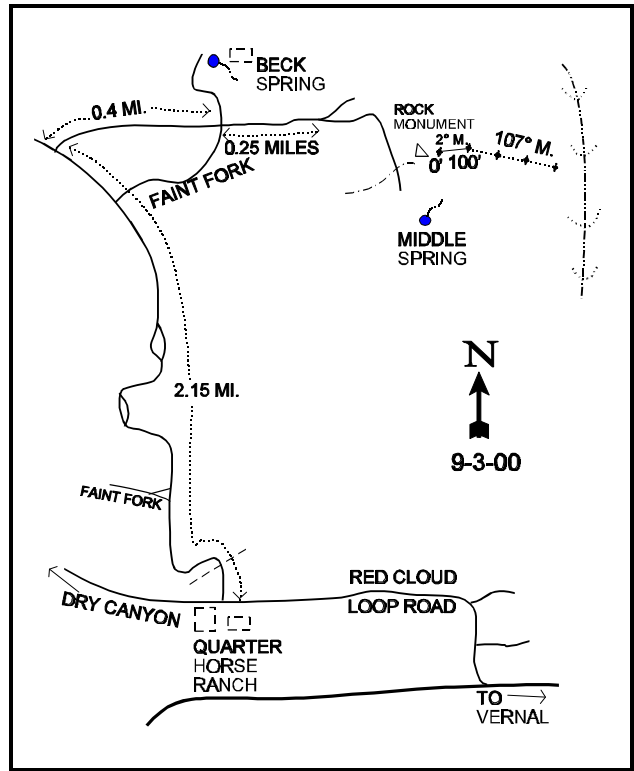 BECK
SPRING
0.4 MI.
0.25 MILES
FAINT FORK
ROCK
MONUMENT
2° M.
107° M.
0' 100'
MIDDLE
SPRING
N
9-3-00
2.15 MI.
FAINT FORK
RED CLOUD
LOOP ROAD
DRY CANYON
QUARTER
HORSE
RANCH
TO
VERNAL